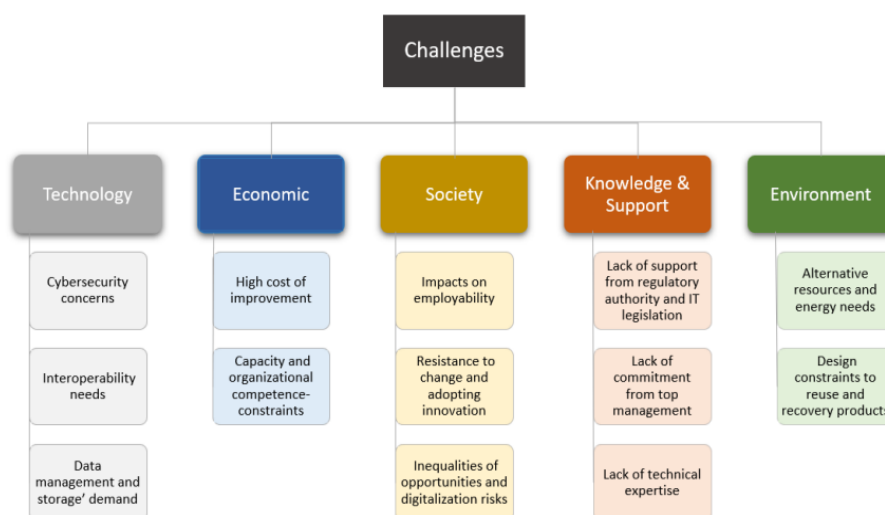 Challenges
Technology
Economic
Society
Knowledge &
Support
Environment
Cybersecurity
concerns
High cost of
improvement
Impacts on
employability
Lack of support
from regulatory
authority and IT
legislation
Alternative
resources and
energy needs
Interoperability
needs
Capacity and
organizational
competence-
constraints
Resistance to
change and
adopting
innovation
Lack of
commitment
from top
management
Design
constraints to
reuse and
recovery products
Data
management and
storage’ demand
Inequalities of
opportunities and
digitalization risks
Lack of technical
expertise